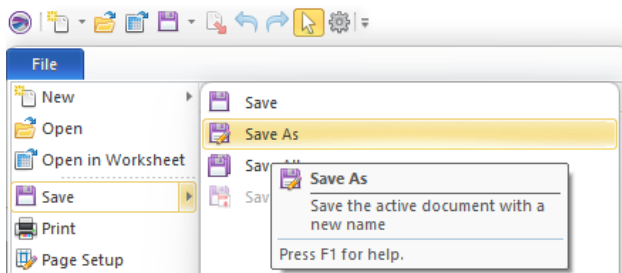 File
New
Save
Open
Save As
Open in Worksheet
Save
Save As
Save
Save the active document with a
new name
Print
Press F1 for help.
Page Setup